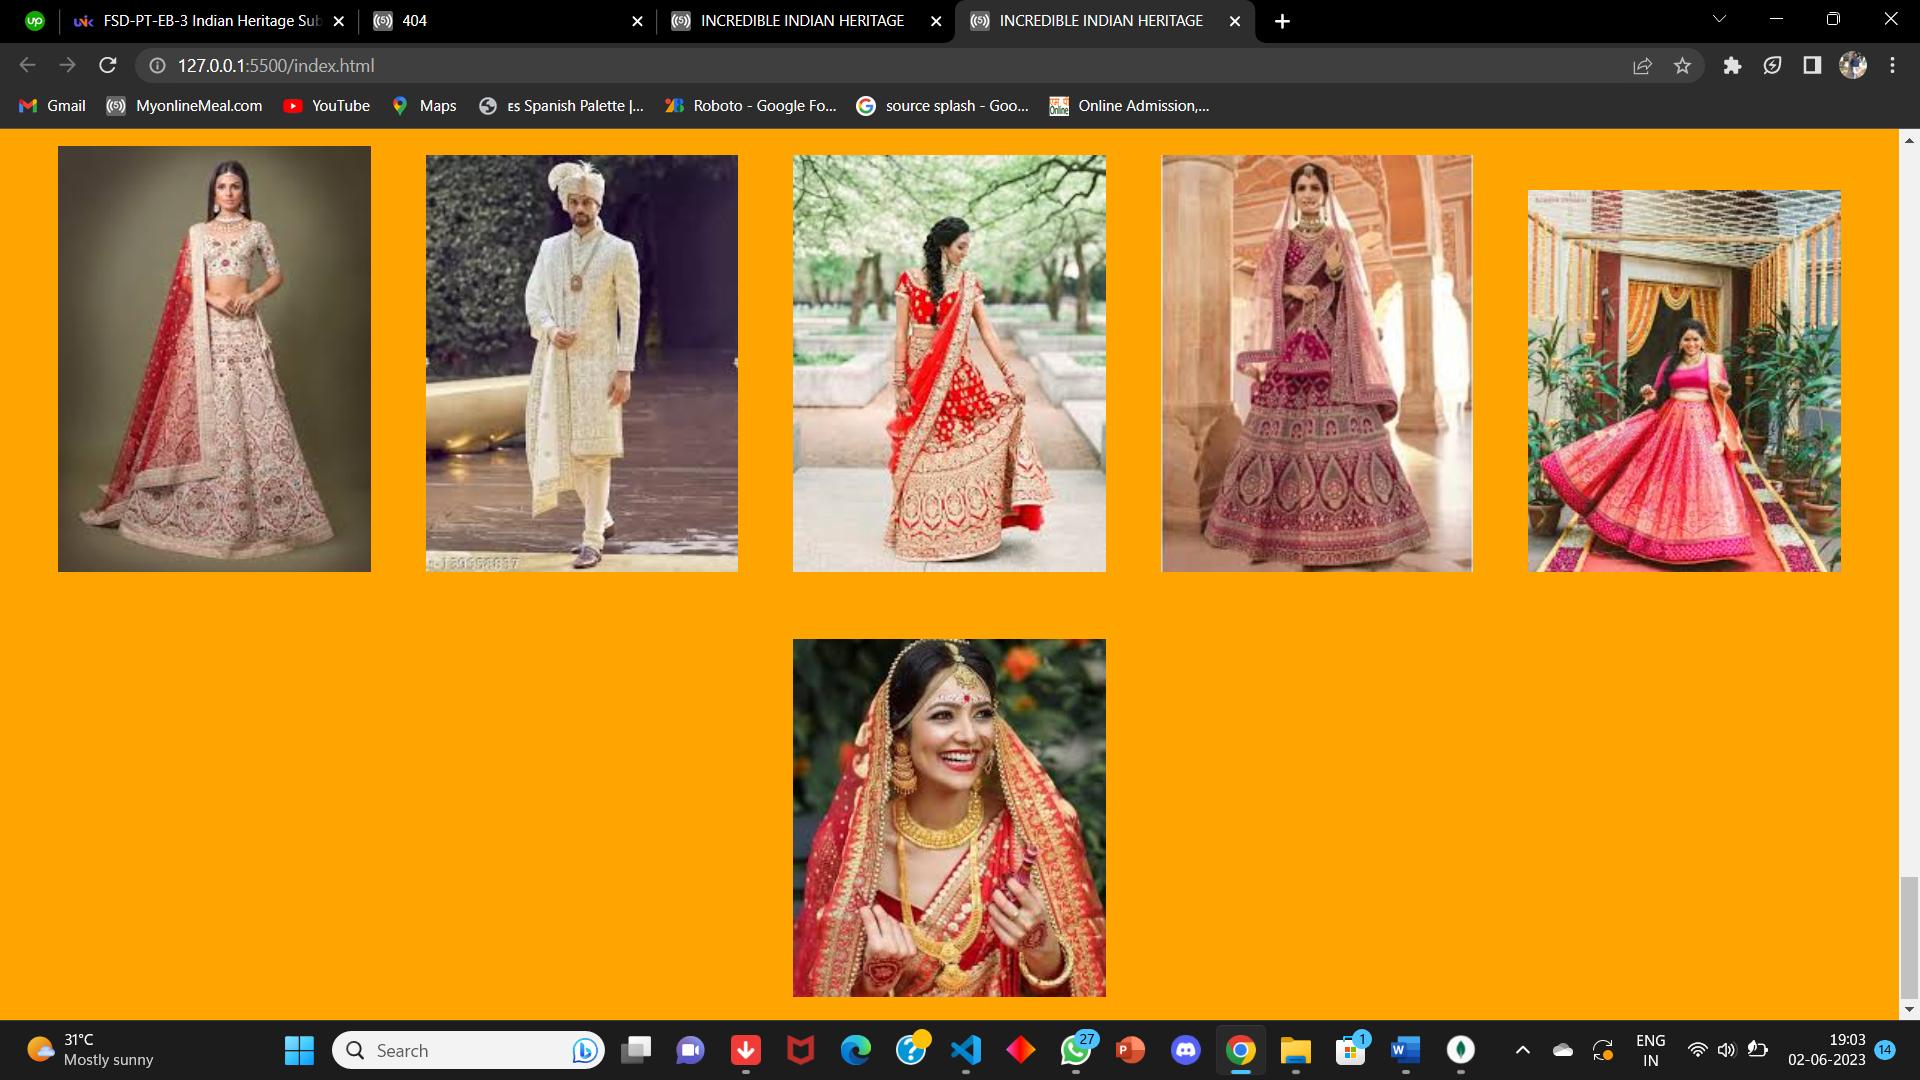 FSD-PT-EB-3 Indian Heritage Sub
404
INCREDIBLE INDIAN HERITAGE
INCREDIBLE INDIAN HERITAGE
127.0.0.1:5500/index.html
Gmail
MyonlineMeal.com
YouTube
Maps
ES Spanish Palette |...
Roboto - Google Fo...
source splash - Goo...
Online Admission,...
31°C
Mostly sunny
Search
27
1
ENG
IN
19:03
02-06-2023
14